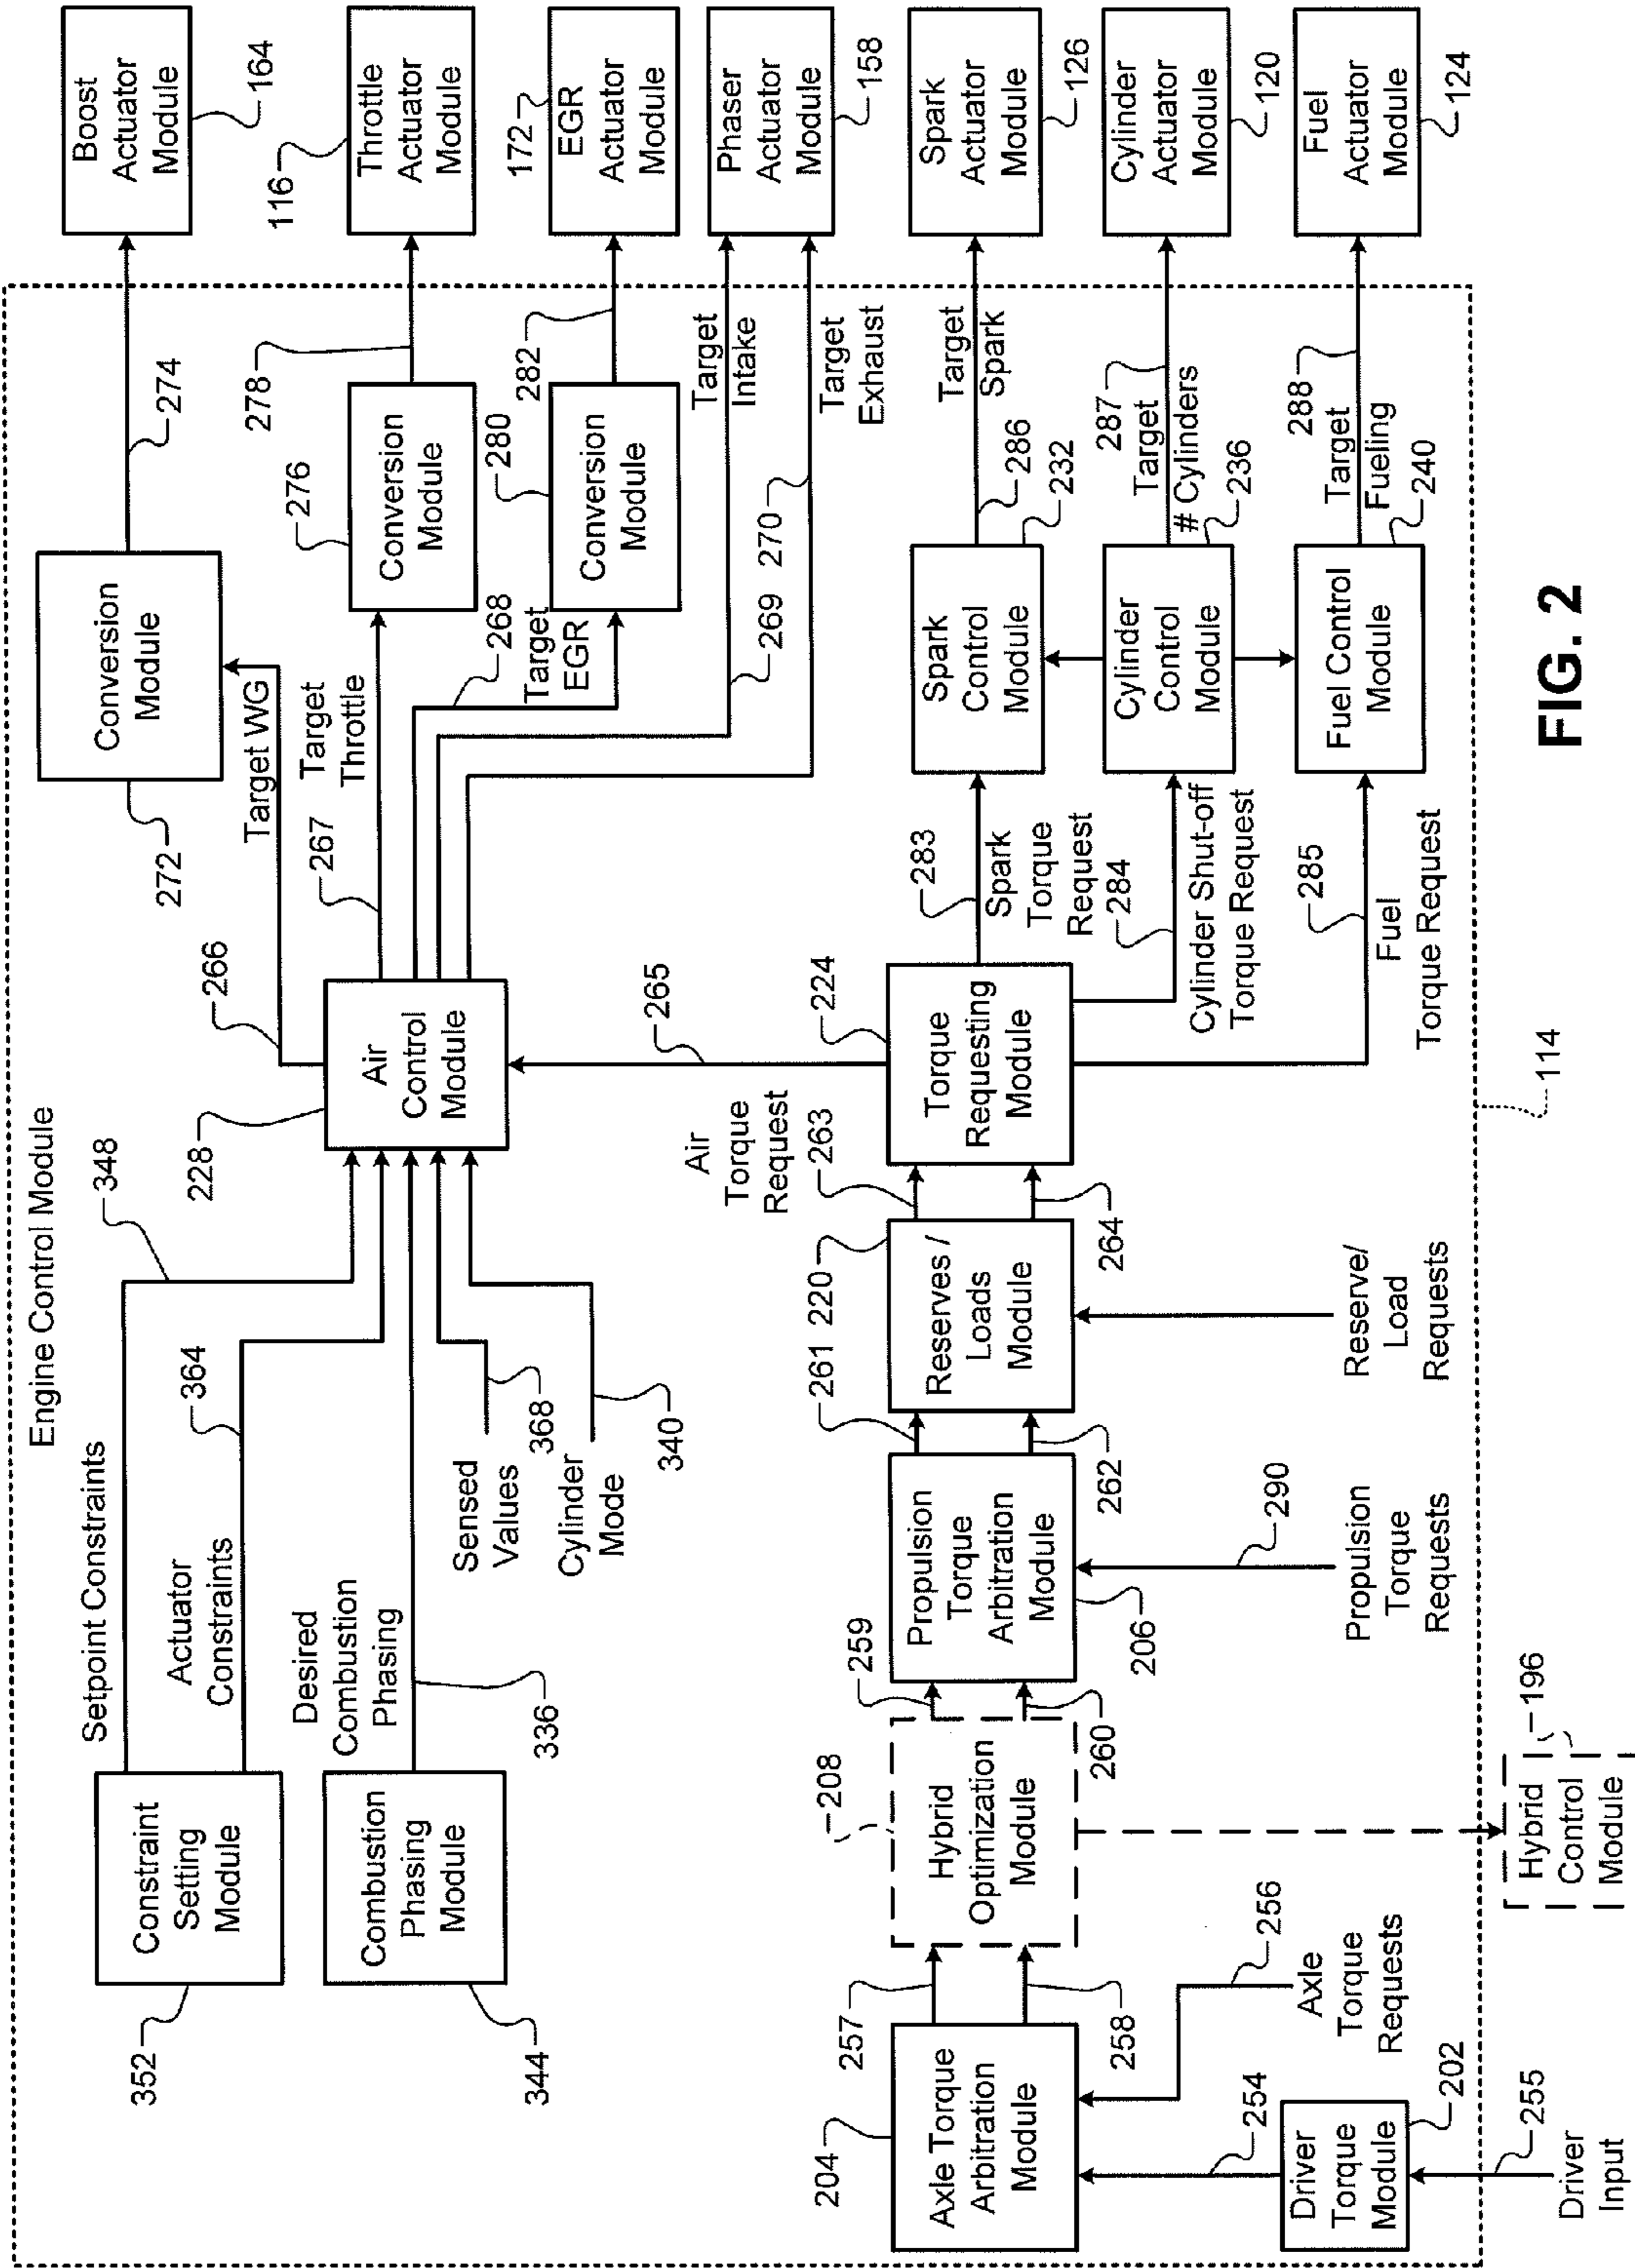 Engine Control Module
Setpoint Constraints
348
Constraint
Setting
Module
352
Actuator
Constraints
364
Combustion
Phasing
Module
344
Desired
Combustion
Phasing
336
Sensed
Values
368
Cylinder
Mode
340
228
Air
Control
Module
266
Target WG
272
Conversion
Module
274
Boost
Actuator
Module
164
267
Target
Throttle
276
Conversion
Module
278
116
Throttle
Actuator
Module
268
Target
EGR
280
Conversion
Module
282
172
EGR
Actuator
Module
269
Target
Intake
270
Target
Exhaust
Phaser
Actuator
Module
158
265
Air
Torque
Request
204
Axle Torque
Arbitration
Module
257
258
254
Driver
Torque
Module
202
255
Driver
Input
256
Axle
Torque
Requests
208
Hybrid
Optimization
Module
259
260
196
Hybrid
Control
Module
Propulsion
Torque
Arbitration
Module
206
261
262
290
Propulsion
Torque
Requests
220
Reserves /
Loads
Module
263
264
Reserve/
Load
Requests
224
Torque
Requesting
Module
283
Spark
Torque
Request
284
Cylinder Shut-off
Torque Request
285
Fuel
Torque Request
Spark
Control
Module
232
286
Target
Spark
Spark
Actuator
Module
126
Cylinder
Control
Module
236
287
Target
# Cylinders
Cylinder
Actuator
Module
120
Fuel Control
Module
240
288
Target
Fueling
Fuel
Actuator
Module
124
114
FIG. 2